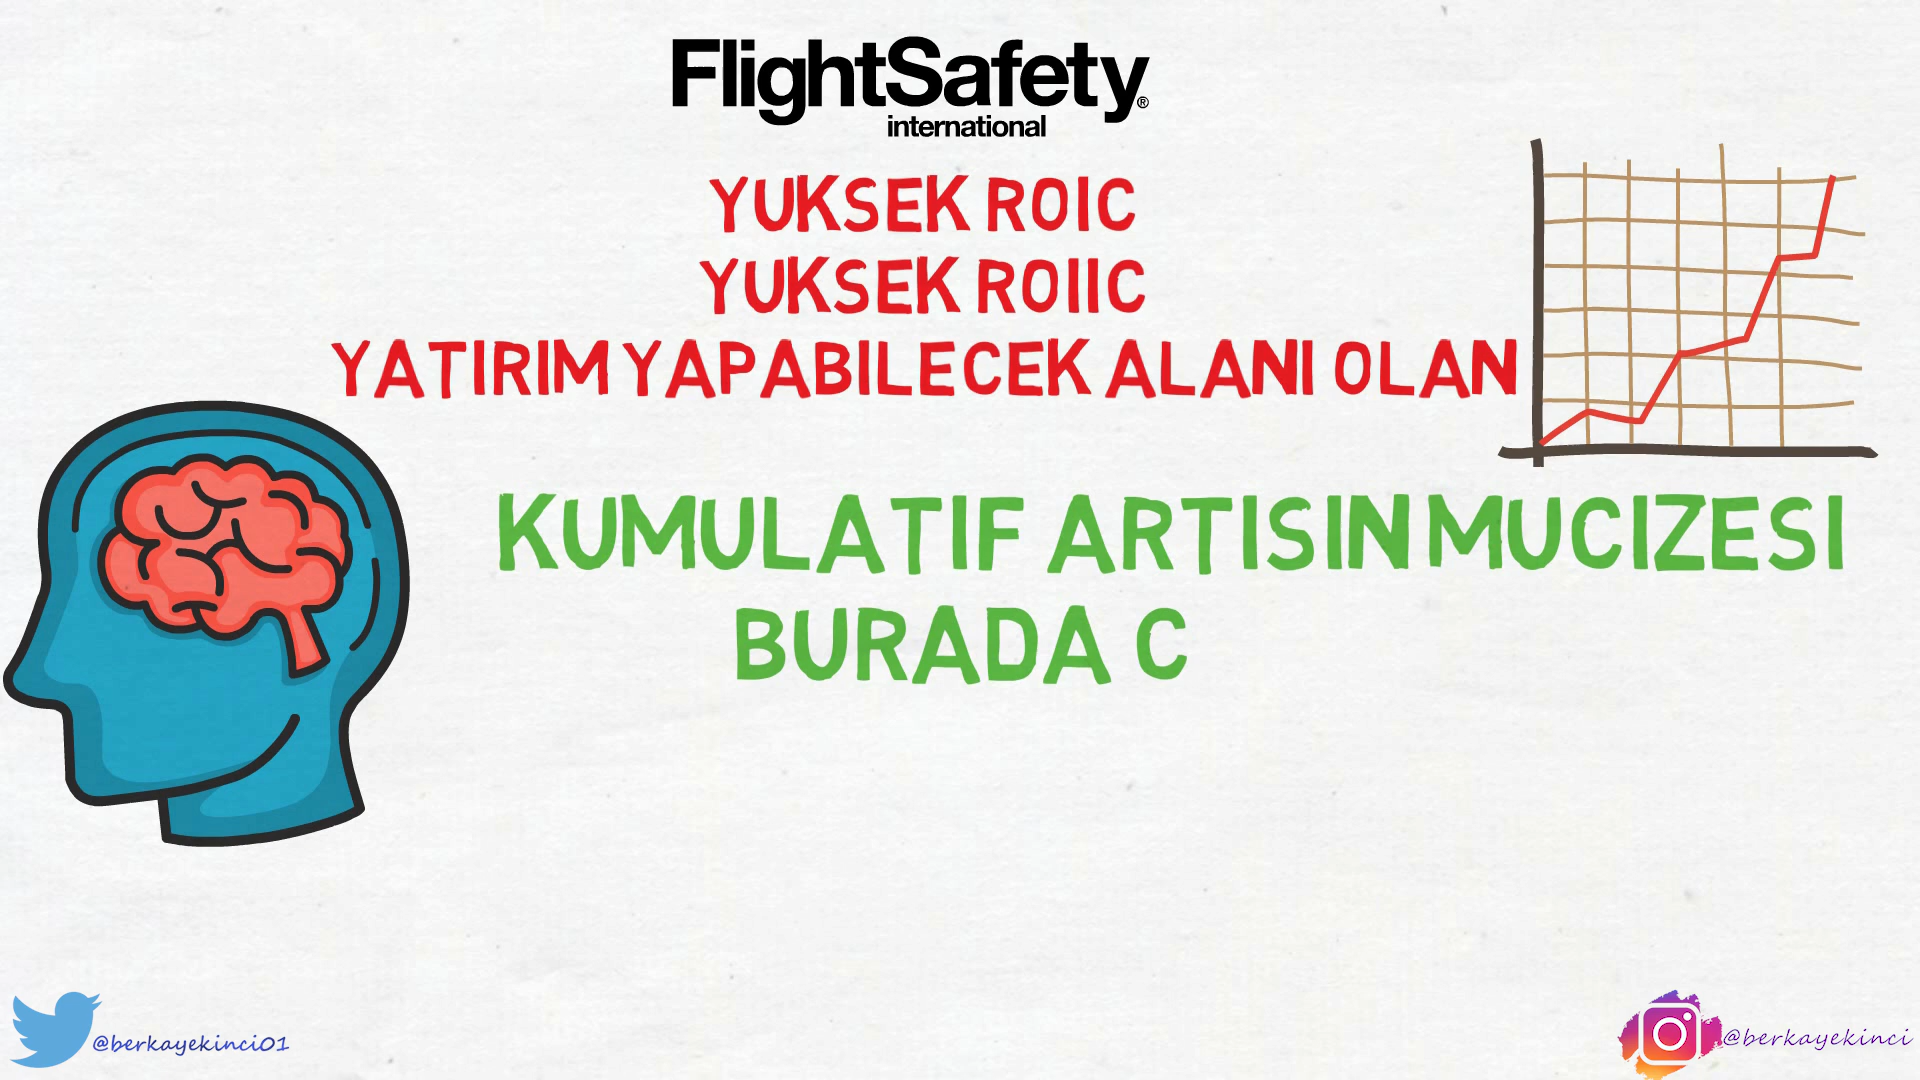 FlightSafety®
international
YUKSEK ROIC
YUKSEK ROIIC
YATIRIM YAPABILECEK ALANI OLAN
KUMULATIF ARTISIN MUCIZESI
BURADA C
@berkayekinci01
@berkayekinci